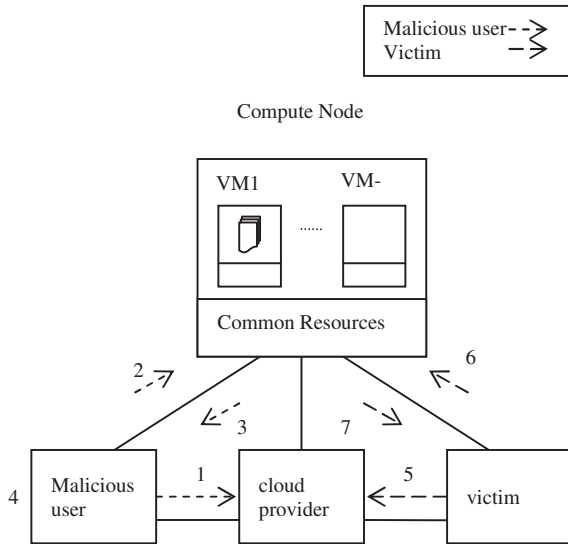 Malicious user
Victim
Compute Node
VM1 VM-
......
Common Resources
2 6
3 7
4
Malicious
user
1
cloud
provider
5
victim